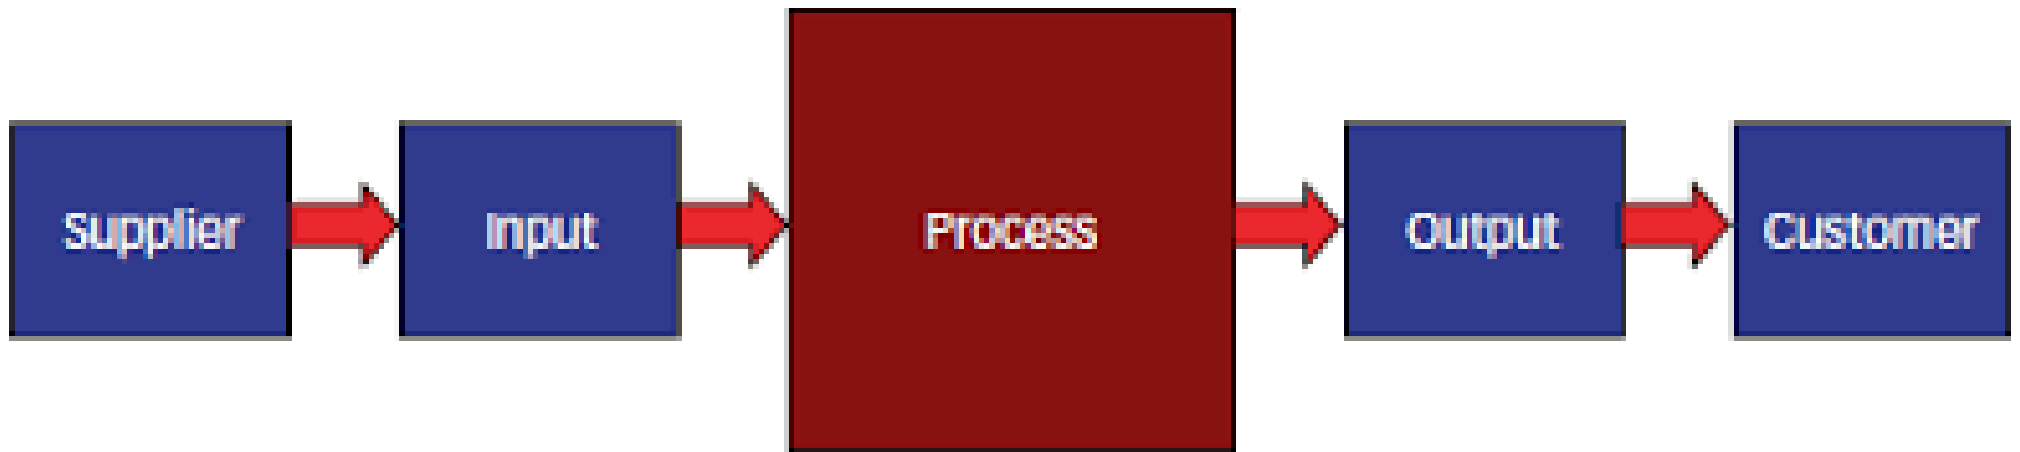 supplier
Input
Process
Output
Customer